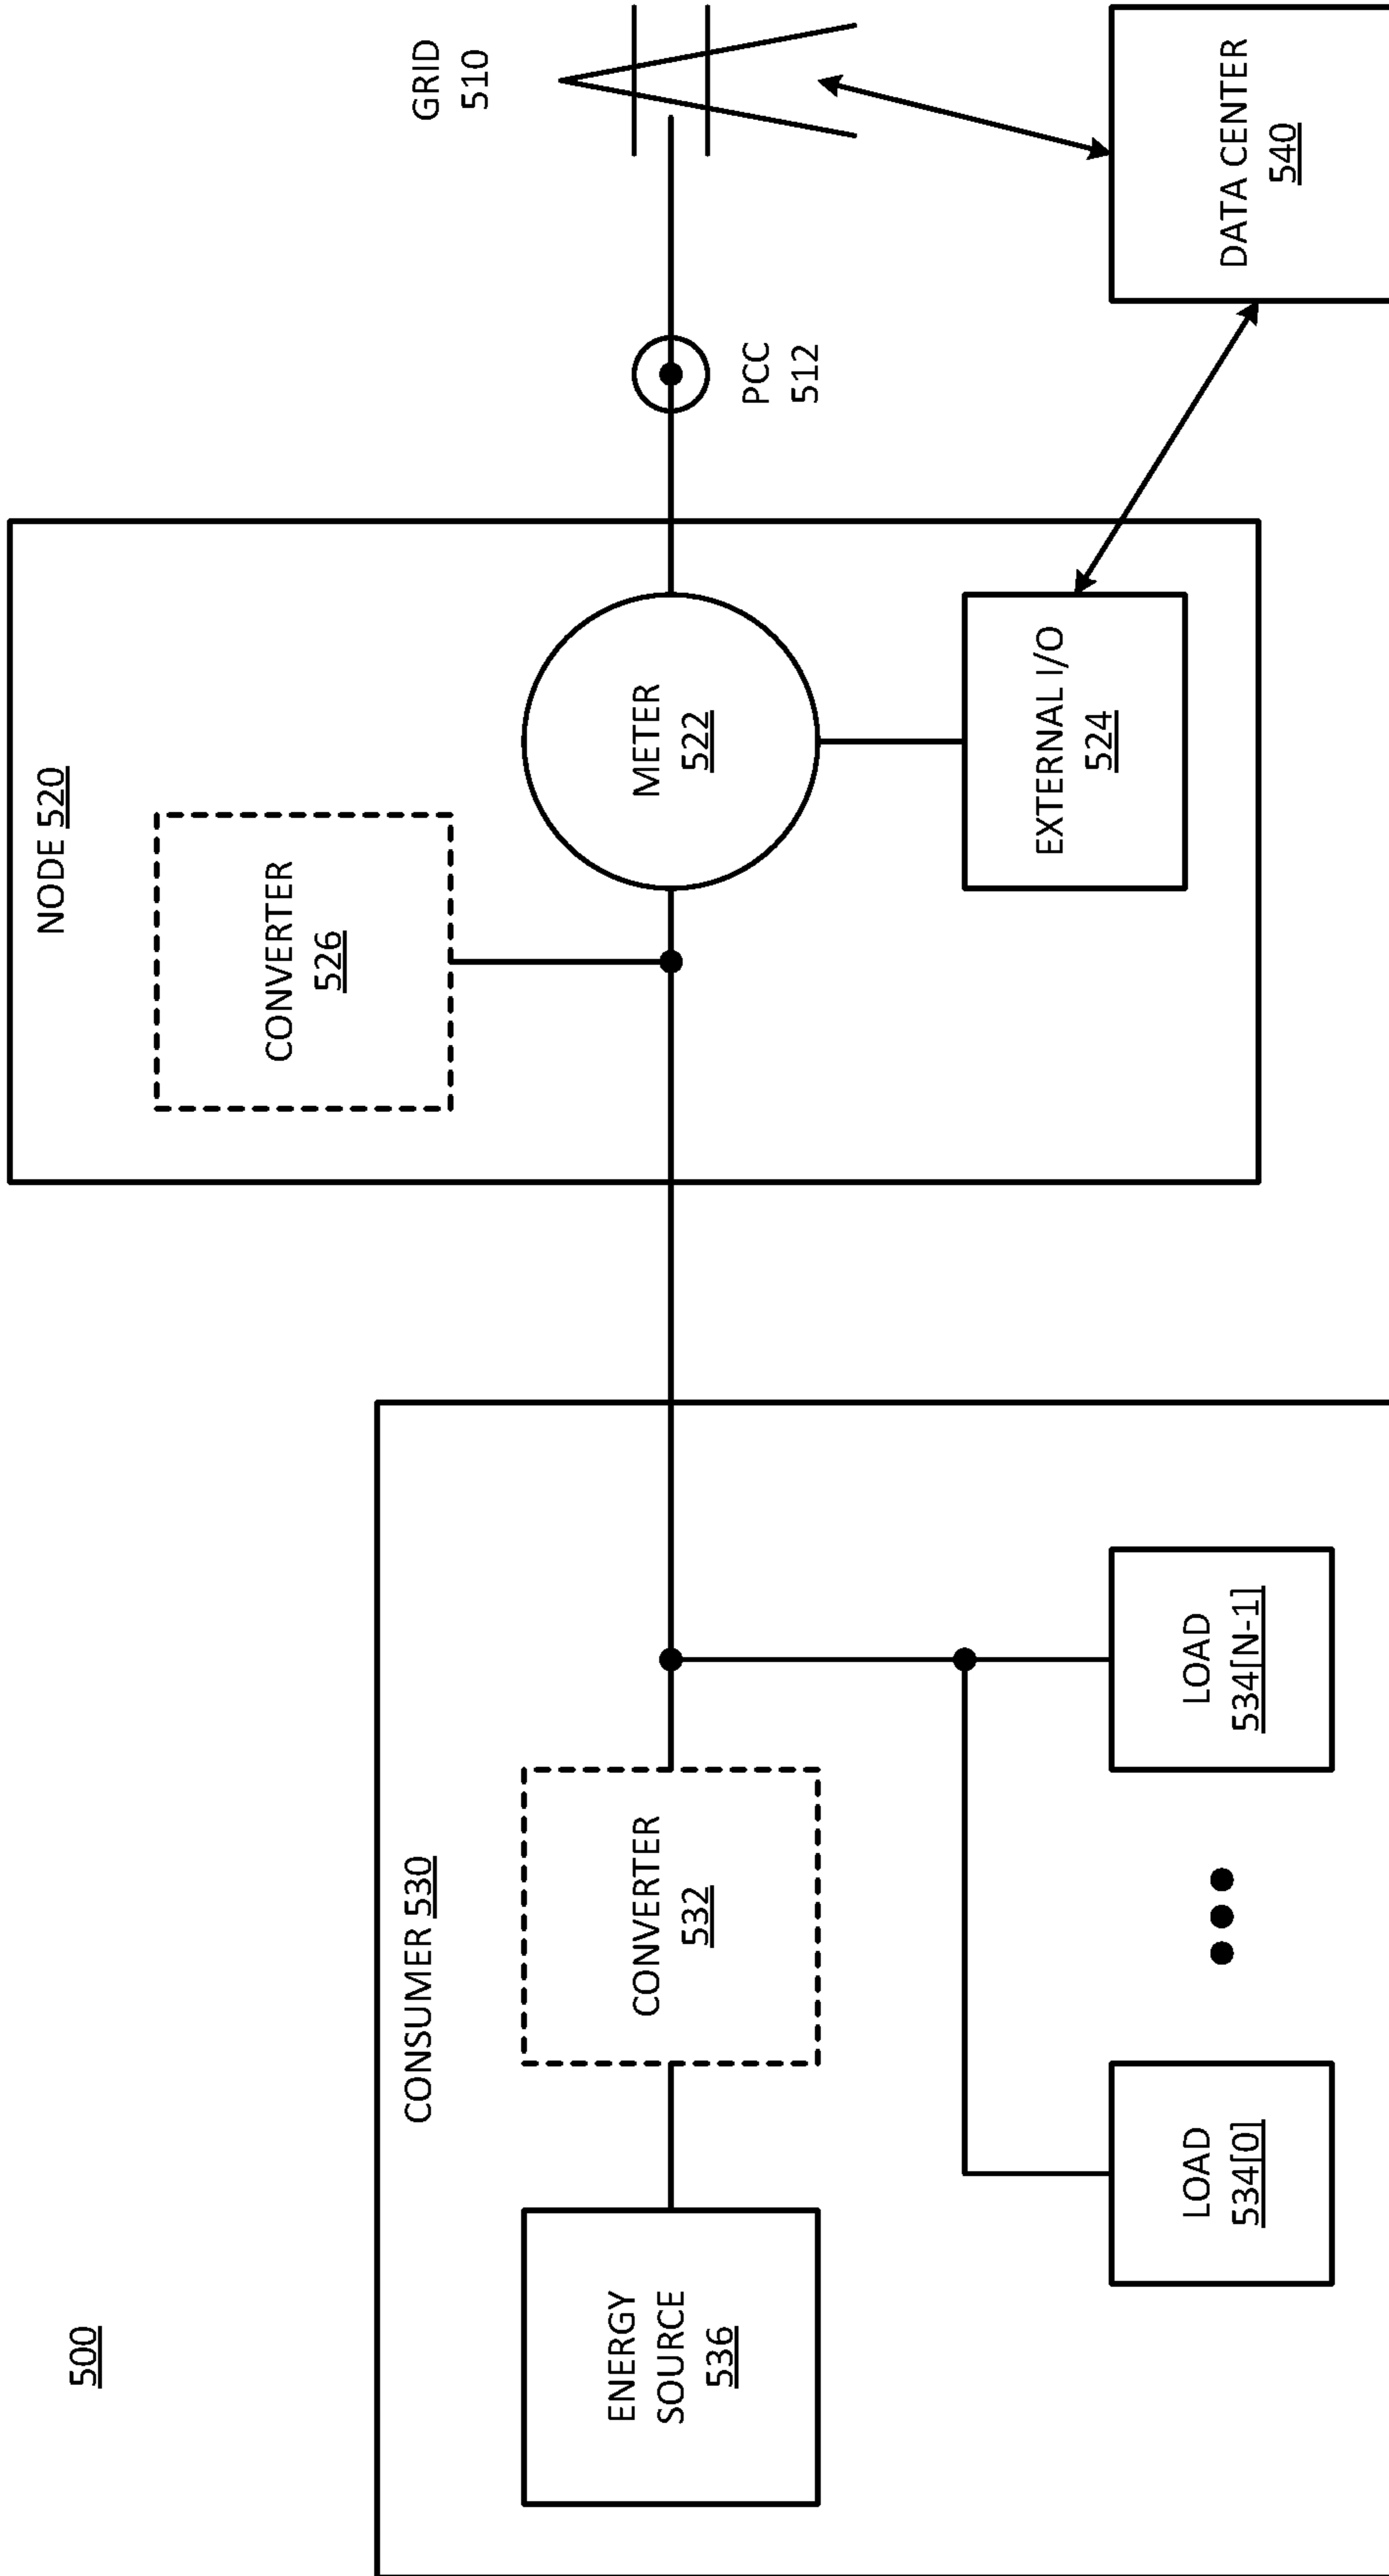 500
CONSUMER 530
ENERGY
SOURCE
536
CONVERTER
532
LOAD
534[0]
LOAD
534[N-1]
NODE 520
CONVERTER
526
METER
522
EXTERNAL I/O
524
PCC
512
GRID
510
DATA CENTER
540